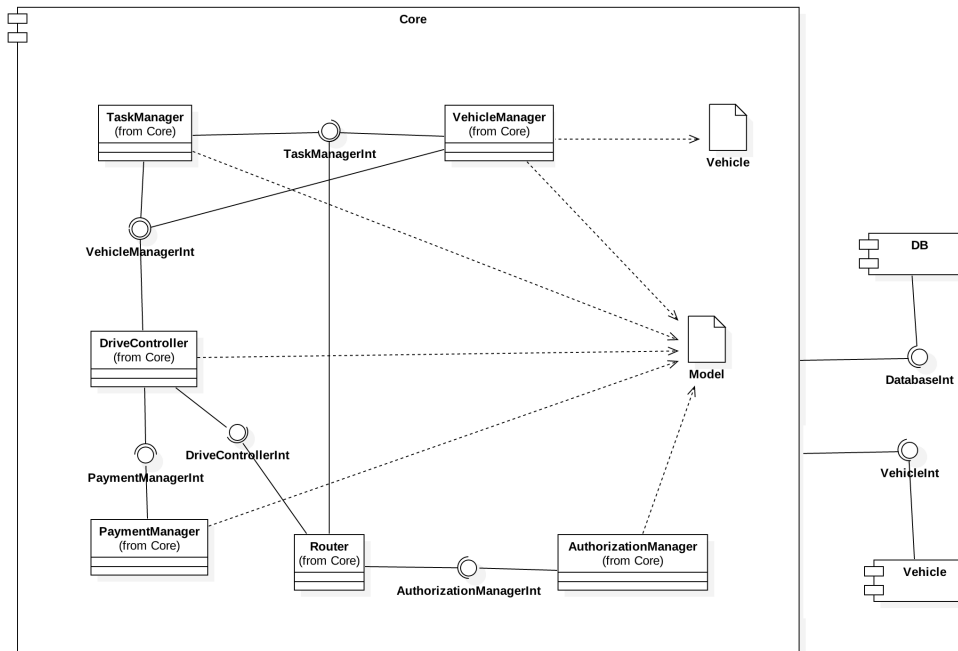 Core
TaskManager
(from Core)
TaskManagerInt
VehicleManager
(from Core)
Vehicle
VehicleManagerInt
DB
DriveController
(from Core)
Model
DatabaseInt
DriveControllerInt
PaymentManagerInt
VehicleInt
PaymentManager
(from Core)
Router
(from Core)
AuthorizationManager
(from Core)
AuthorizationManagerInt
Vehicle